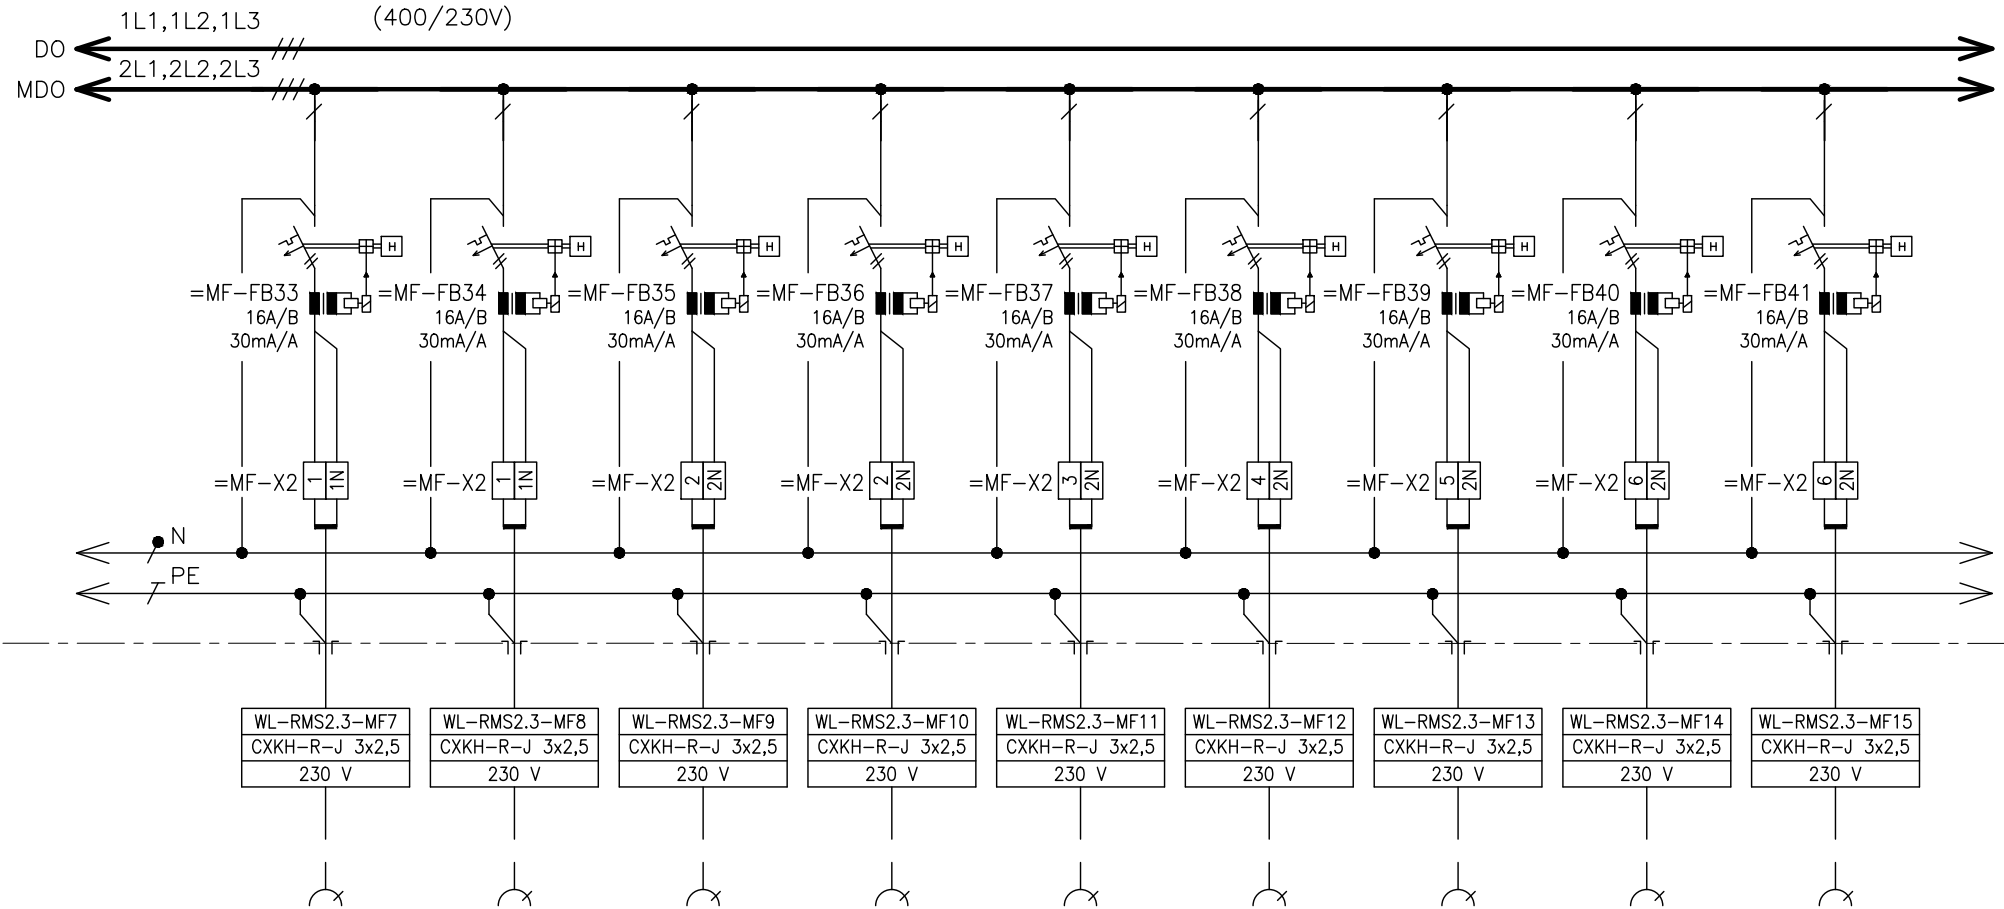 1L1,1L2,1L3 (400/230V)
DO
2L1,2L2,2L3
MDO
H H H H H H H H H
=MF-FB33 =MF-FB34 =MF-FB35 =MF-FB36 =MF-FB37 =MF-FB38 =MF-FB39 =MF-FB40 =MF-FB41
16A/B 16A/B 16A/B 16A/B 16A/B 16A/B 16A/B 16A/B 16A/B
30mA/A 30mA/A 30mA/A 30mA/A 30mA/A 30mA/A 30mA/A 30mA/A 30mA/A
=MF-X2 1 1N =MF-X2 1 1N =MF-X2 2 2N =MF-X2 2 2N =MF-X2 3 2N =MF-X2 4 2N =MF-X2 5 2N =MF-X2 6 2N =MF-X2 6 2N
N
PE
WL-RMS2.3-MF7 WL-RMS2.3-MF8 WL-RMS2.3-MF9 WL-RMS2.3-MF10 WL-RMS2.3-MF11 WL-RMS2.3-MF12 WL-RMS2.3-MF13 WL-RMS2.3-MF14 WL-RMS2.3-MF15
CXKH-R-J 3x2,5 CXKH-R-J 3x2,5 CXKH-R-J 3x2,5 CXKH-R-J 3x2,5 CXKH-R-J 3x2,5 CXKH-R-J 3x2,5 CXKH-R-J 3x2,5 CXKH-R-J 3x2,5 CXKH-R-J 3x2,5
230 V 230 V 230 V 230 V 230 V 230 V 230 V 230 V 230 V